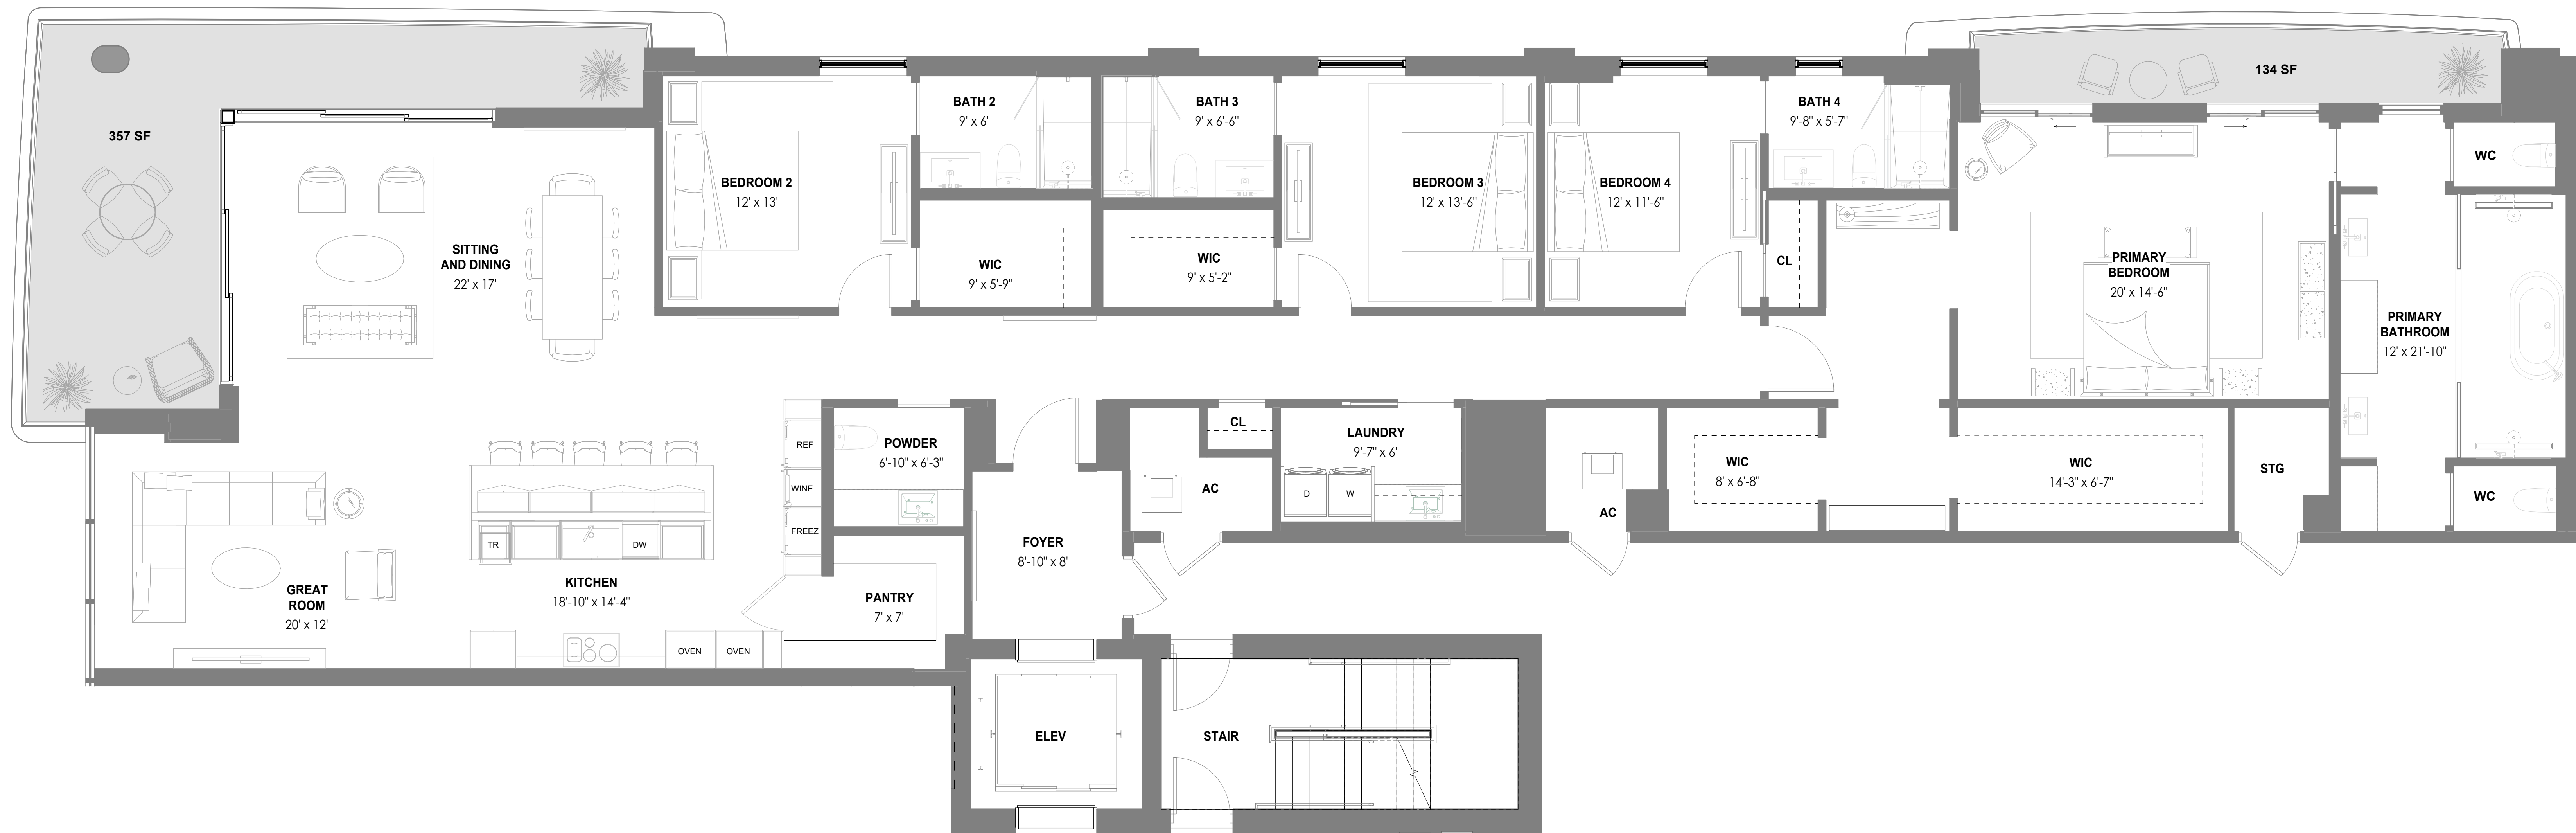 134 SF
357 SF
BATH 2
9' x 6'
BATH 3
9' x 6'-6"
BATH 4
9'-8" x 5'-7"
WC
BEDROOM 2
12' x 13'
BEDROOM 3
12' x 13'-6"
BEDROOM 4
12' x 11'-6"
SITTING
AND DINING
22' x 17'
WIC
9' x 5'-9"
WIC
9' x 5'-2"
CL
PRIMARY
BEDROOM
20' x 14'-6"
PRIMARY
BATHROOM
12' x 21'-10"
REF
WINE
FREEZ
POWDER
6'-10" x 6'-3"
CL
LAUNDRY
9'-7" x 6'
D
W
AC
AC
WIC
8' x 6'-8"
WIC
14'-3" x 6'-7"
STG
WC
TR
DW
FOYER
8'-10" x 8'
GREAT
ROOM
20' x 12'
KITCHEN
18'-10" x 14'-4"
PANTRY
7' x 7'
OVEN
OVEN
ELEV
STAIR